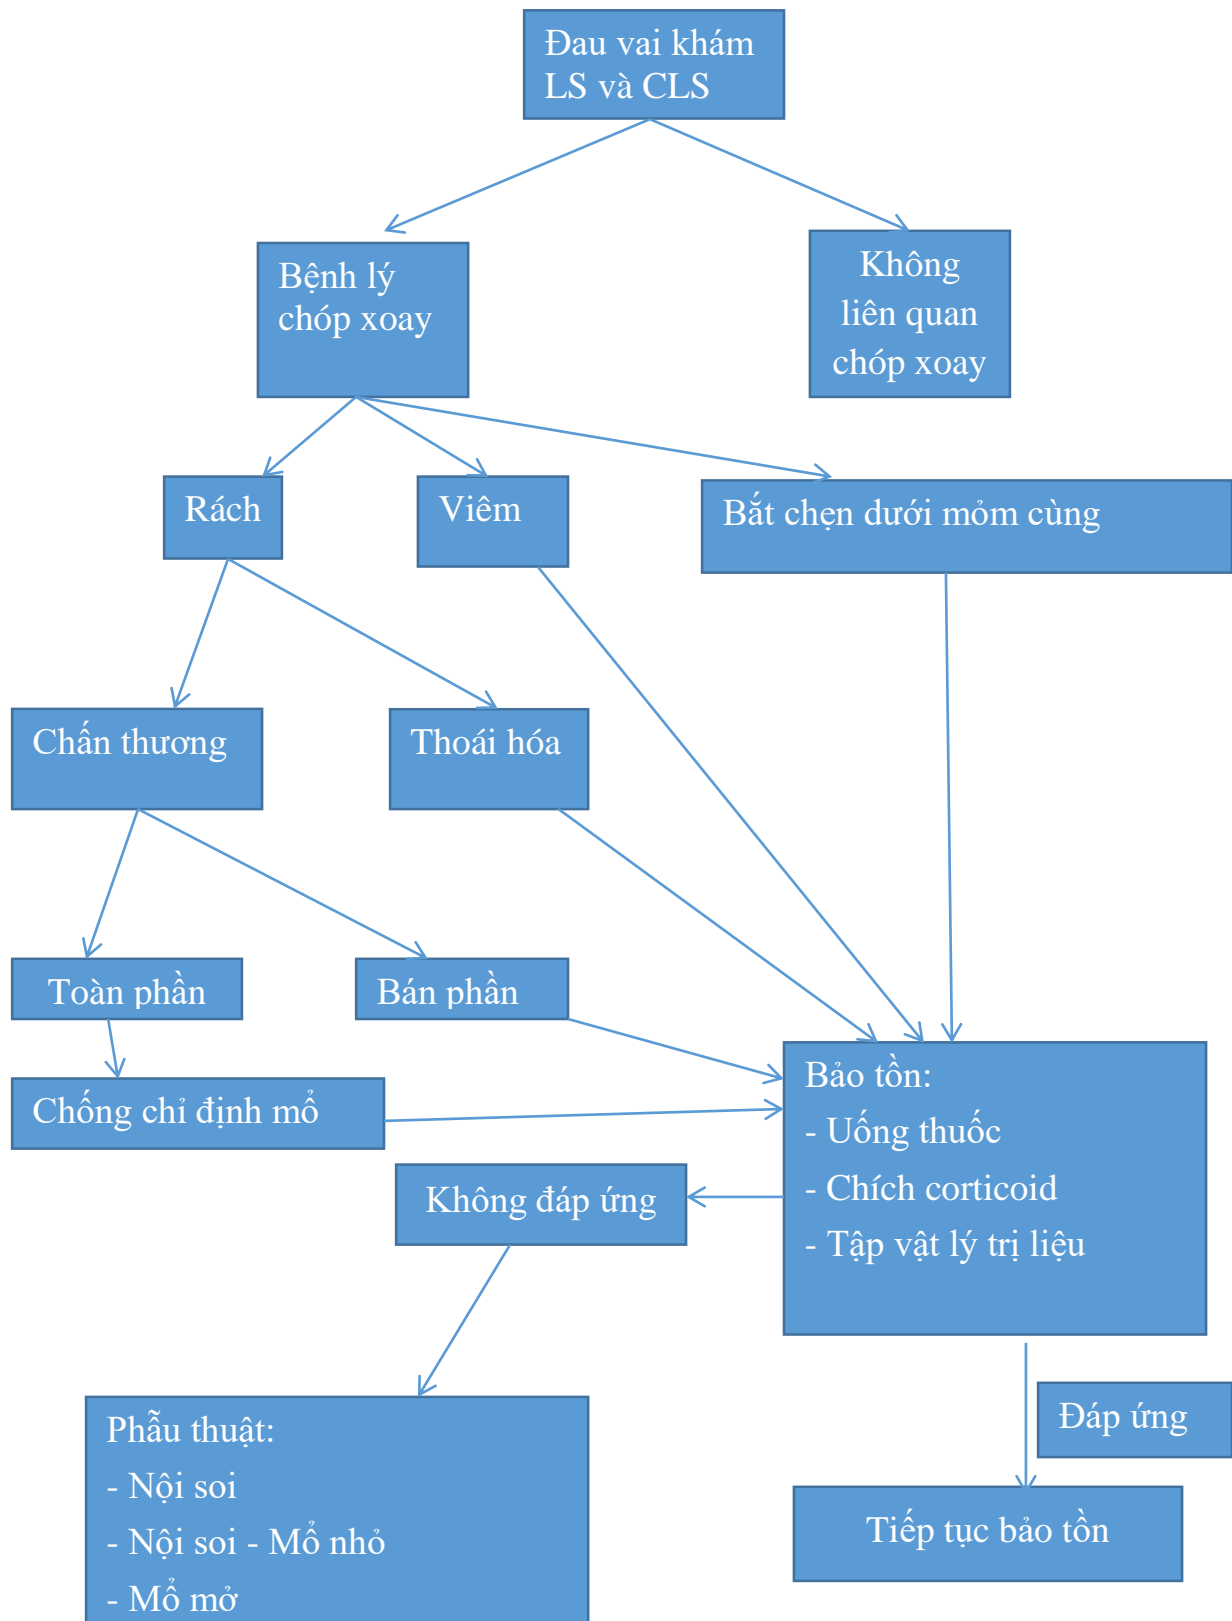 Đau vai khám
LS và CLS
Bệnh lý
chóp xoay
Không
liên quan
chóp xoay
Rách
Viêm
Bắt chẹn dưới mỏm cùng
Chấn thương
Thoái hóa
Toàn phần
Bán phần
Chống chỉ định mổ
Bảo tồn:
- Uống thuốc
- Chích corticoid
- Tập vật lý trị liệu
Không đáp ứng
Đáp ứng
Phẫu thuật:
- Nội soi
- Nội soi - Mổ nhỏ
- Mổ mở
Tiếp tục bảo tồn